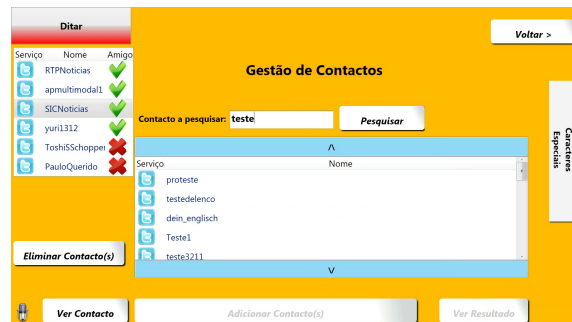 Ditar
Voltar >
Serviço Nome Amigo
RTPNoticias
apmultimodal1
SICNoticias
yuri1312
ToshiSSchopper
PauloQuerido
Gestão de Contactos
Contacto a pesquisar: teste
Pesquisar
Caracteres
Especiais
/\
Serviço Nome
proteste
testedelenco
dein_englisch
Teste1
teste3211
\/
Eliminar Contacto(s)
Ver Contacto
Adicionar Contacto(s)
Ver Resultado